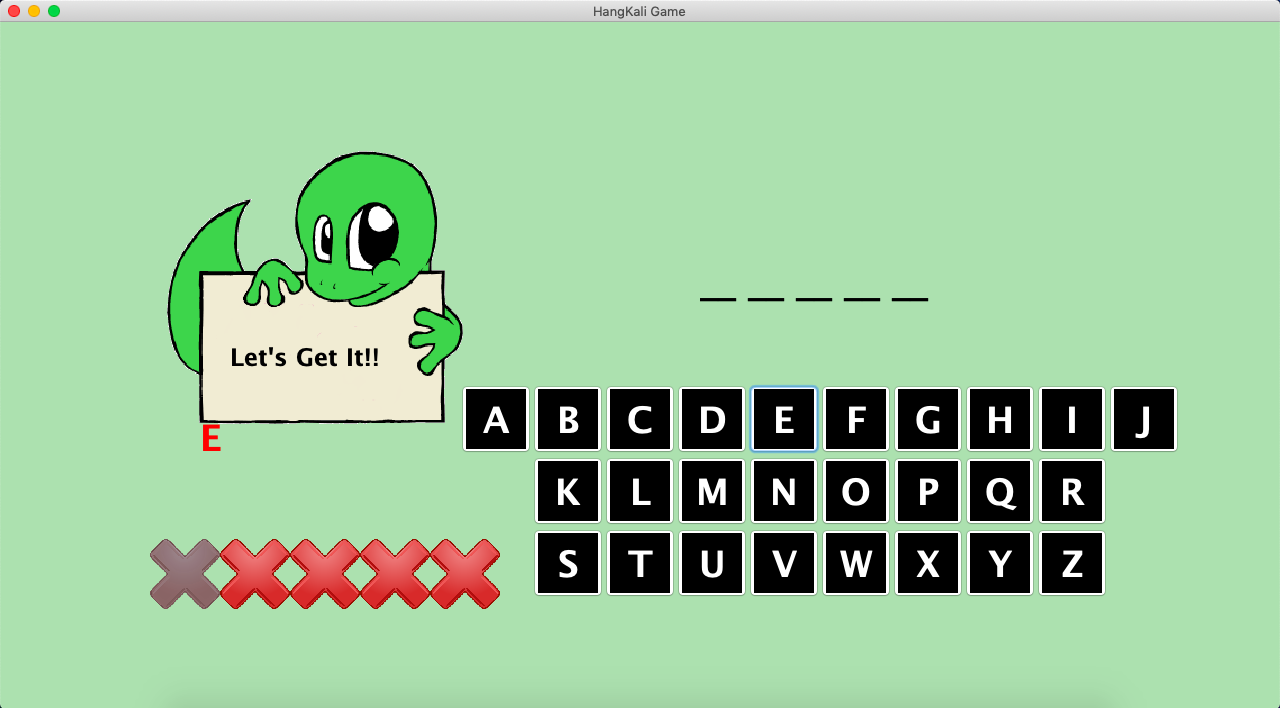 HangKali Game
Let's Get It!!
E
A B C D E F G H I J
K L M N O P Q R
S T U V W X Y Z